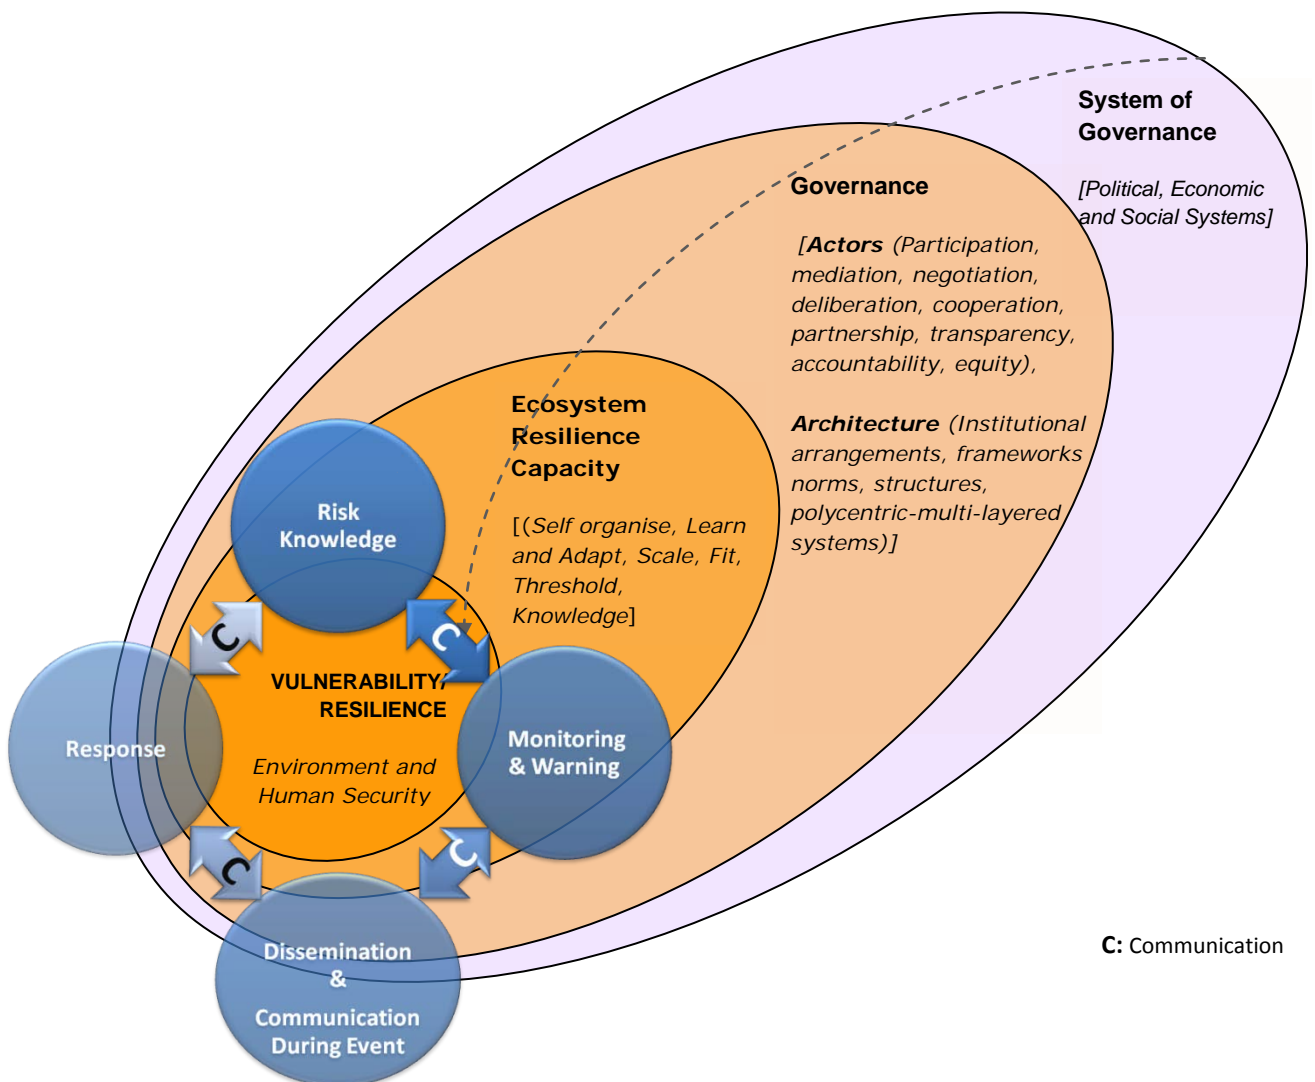 System of
Governance
[Political, Economic
and Social Systems]
Governance
[Actors (Participation,
mediation, negotiation,
deliberation, cooperation,
partnership, transparency,
accountability, equity),
Architecture (Institutional
arrangements, frameworks
norms, structures,
polycentric-multi-layered
systems)]
Ecosystem
Resilience
Capacity
[(Self organise, Learn
and Adapt, Scale, Fit,
Threshold,
Knowledge]
Risk
Knowledge
C
C
VULNERABILITY/
RESILIENCE
Environment and
Human Security
Response
Monitoring
& Warning
C
C
Dissemination
&
Communication
During Event
C: Communication